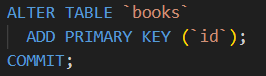 ALTER TABLE `books`
  ADD PRIMARY KEY (`id`);
COMMIT;